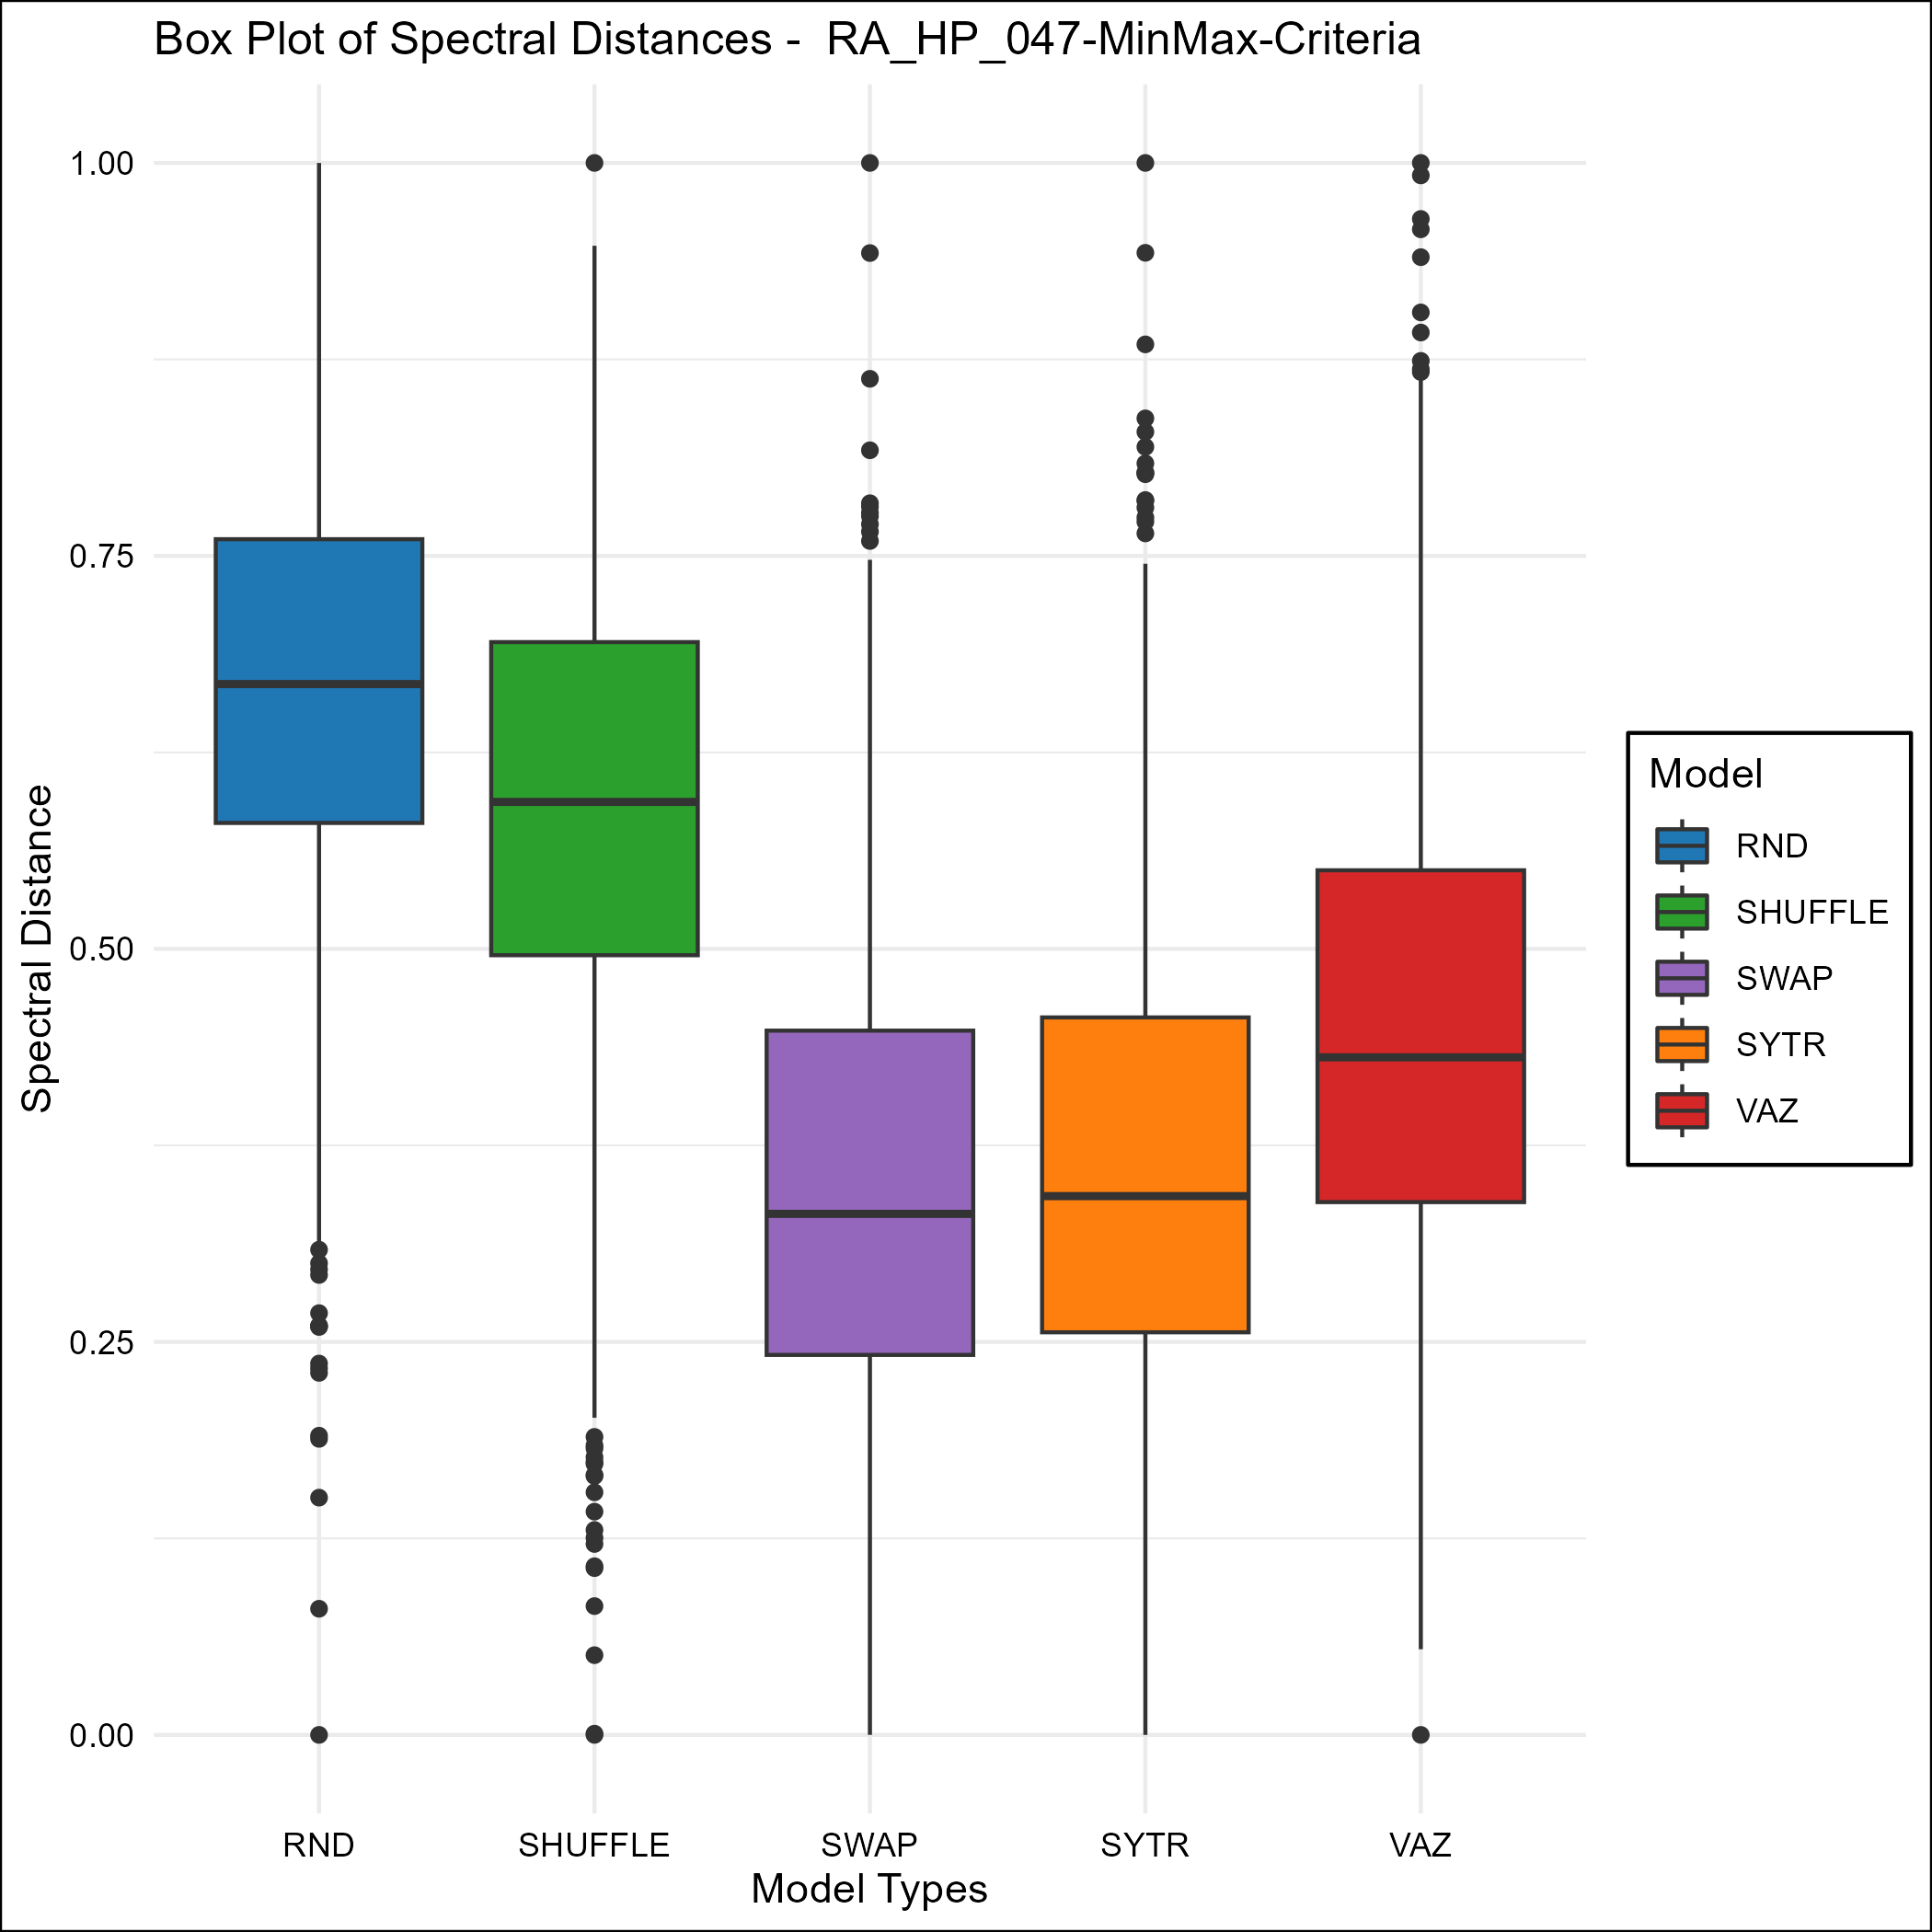 Box Plot of Spectral Distances -  RA_HP_047-MinMax-Criteria
1.00
0.75
0.50
0.25
0.00
Spectral Distance
RND
SHUFFLE
SWAP
SYTR
VAZ
Model Types
Model
RND
SHUFFLE
SWAP
SYTR
VAZ